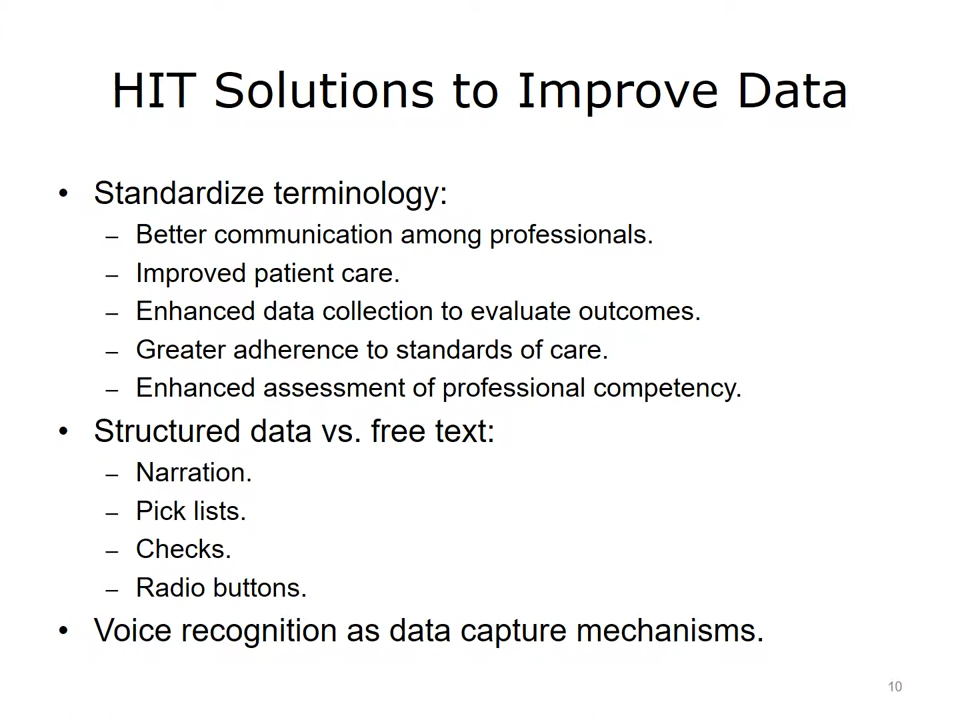 HIT Solutions to Improve Data
• Standardize terminology:
– Better communication among professionals.
– Improved patient care.
– Enhanced data collection to evaluate outcomes.
– Greater adherence to standards of care.
– Enhanced assessment of professional competency.
• Structured data vs. free text:
– Narration.
– Pick lists.
– Checks.
– Radio buttons.
• Voice recognition as data capture mechanisms.
10